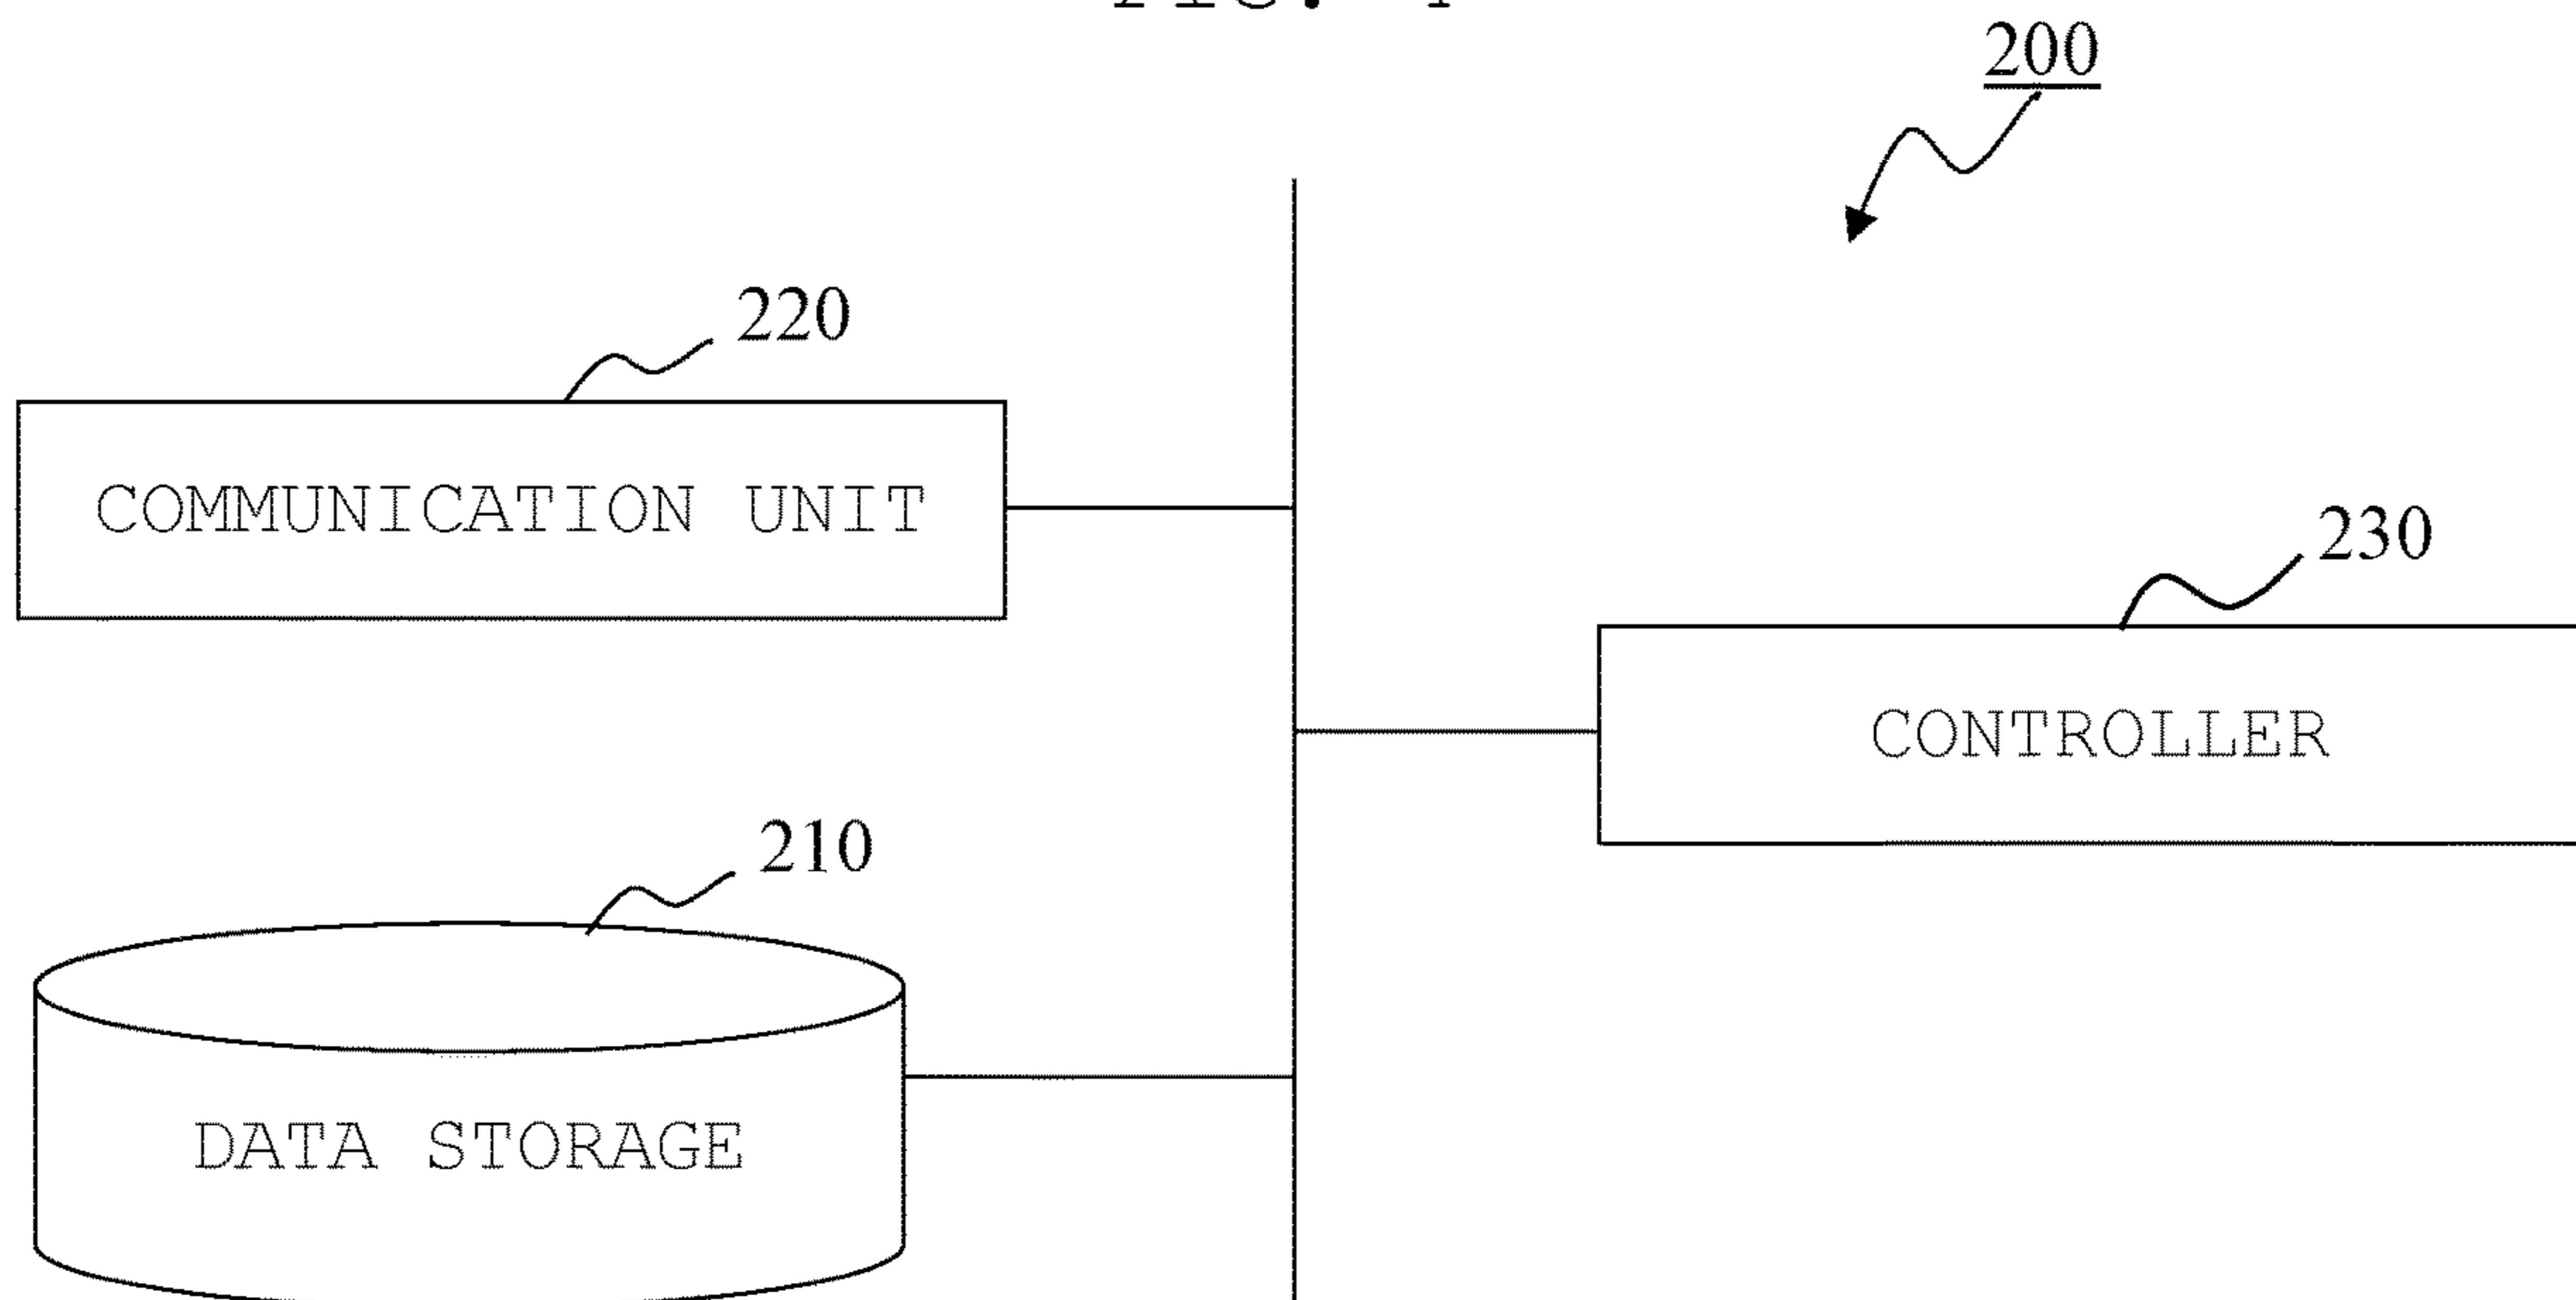 200
220
COMMUNICATION UNIT
230
CONTROLLER
210
DATA STORAGE